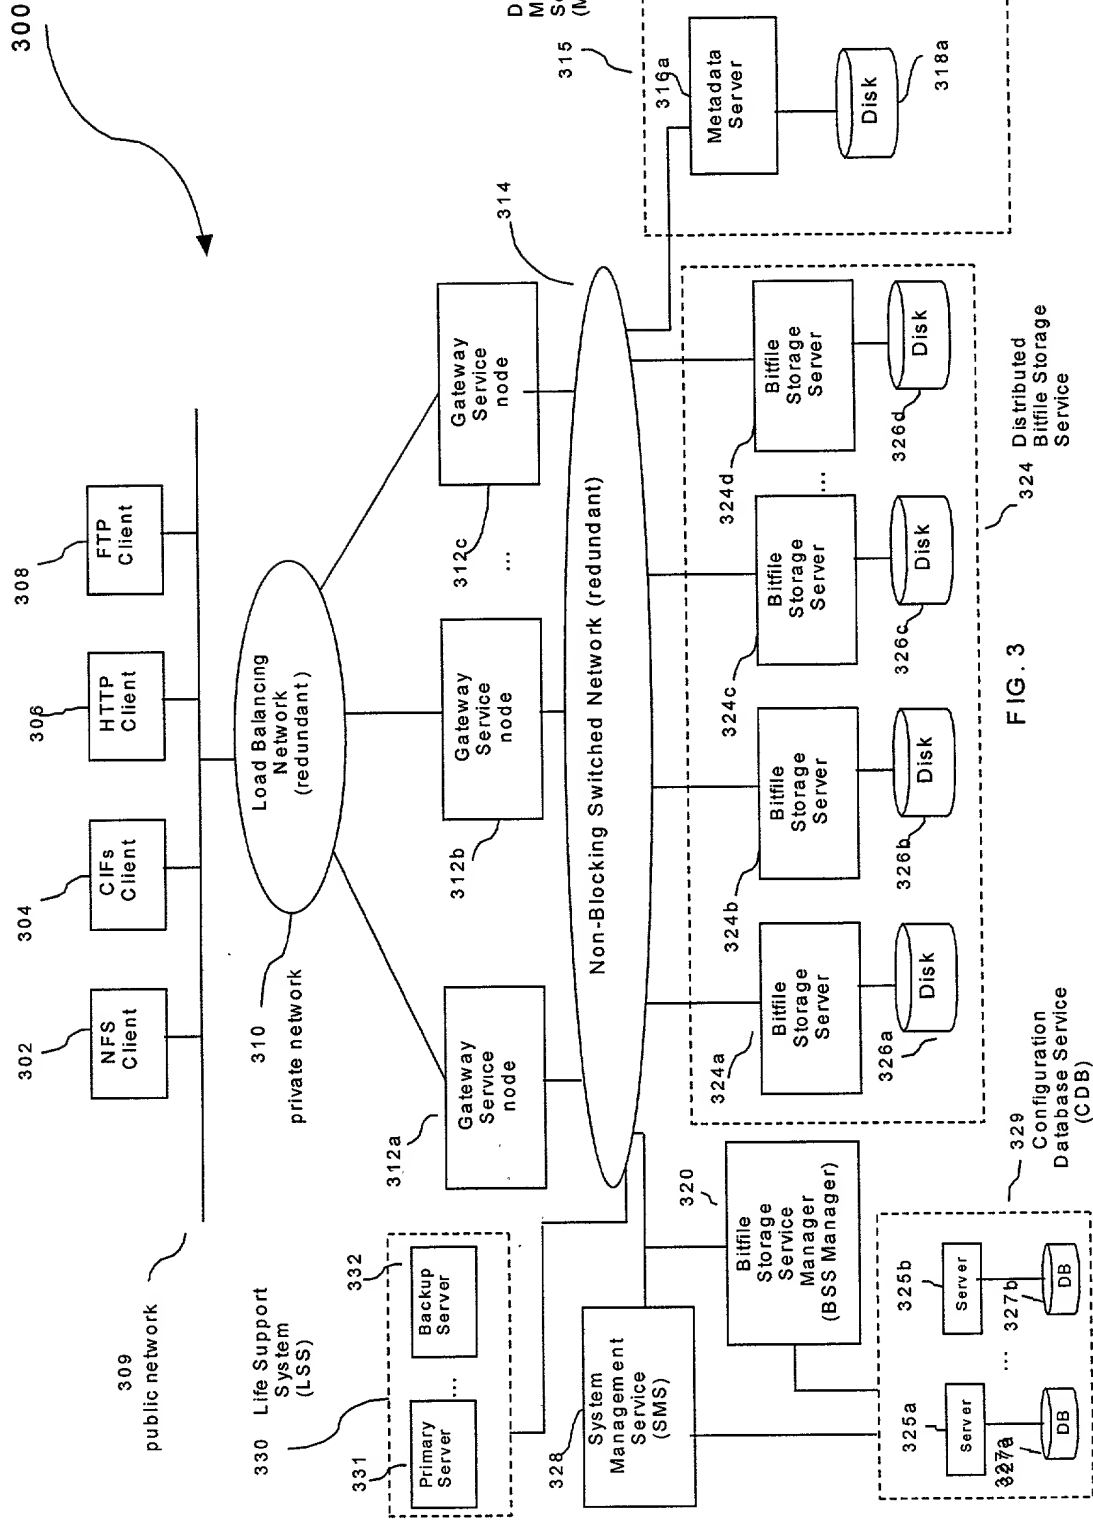 300
308
FTP
Client
306
HTTP
Client
304
CIFs
Client
302
NFS
Client
309
public network
310
private network
Load Balancing
Network
(redundant)
312a
Gateway
Service
node
312b
Gateway
Service
node
312c
Gateway
Service
node
...
314
Non-Blocking Switched Network (redundant)
D
M
S
(M
315
316a
Metadata
Server
Disk
318a
330
Life Support
System
(LSS)
331
Primary
Server
...
332
Backup
Server
328
System
Management
Service
(SMS)
320
Bitfile
Storage
Service
Manager
(BSS Manager)
324a
Bitfile
Storage
Server
326a
Disk
324b
Bitfile
Storage
Server
326b
Disk
324c
Bitfile
Storage
Server
326c
Disk
...
324d
Bitfile
Storage
Server
326d
Disk
324
Distributed
Bitfile Storage
Service
329
Configuration
Database Service
(CDB)
325a
Server
327a
DB
...
325b
Server
327b
DB
FIG. 3